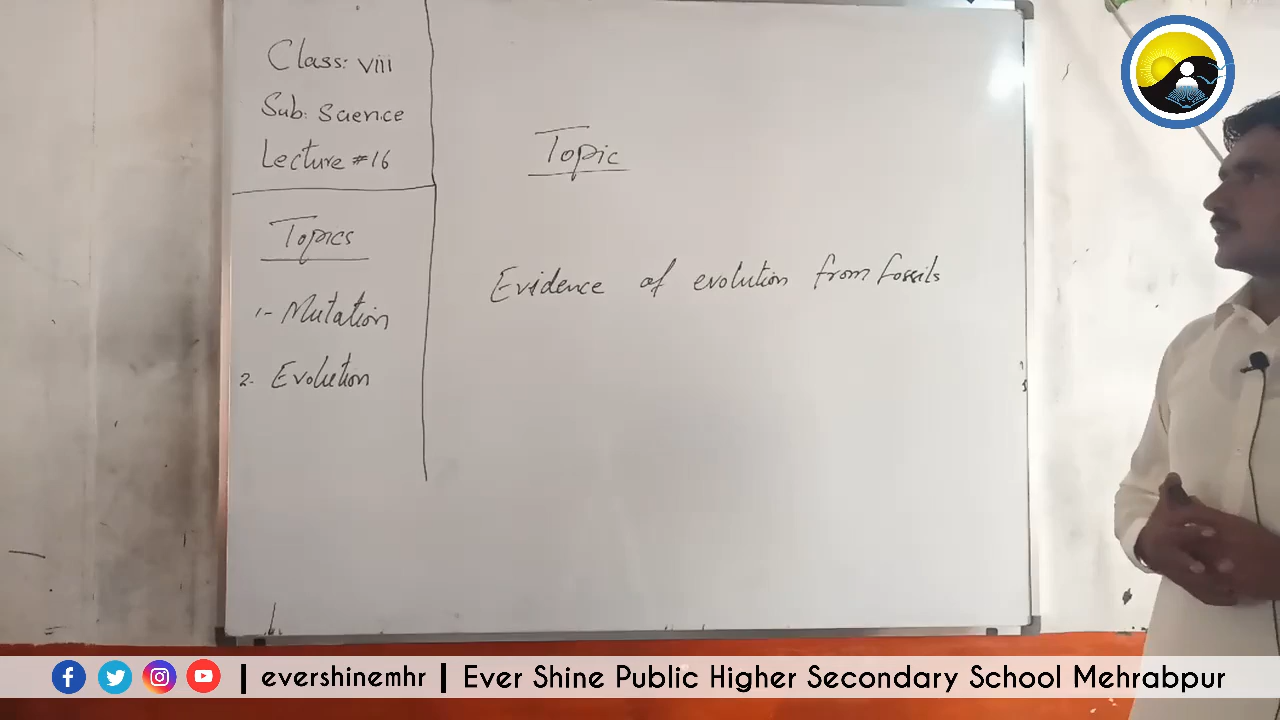 Class: viii
Sub: Science
Lecture #16
Topics
1- Mutation
2. Evolution
Topic
Evidence of evolution from fossils
| evershinemhr | Ever Shine Public Higher Secondary School Mehrabpur